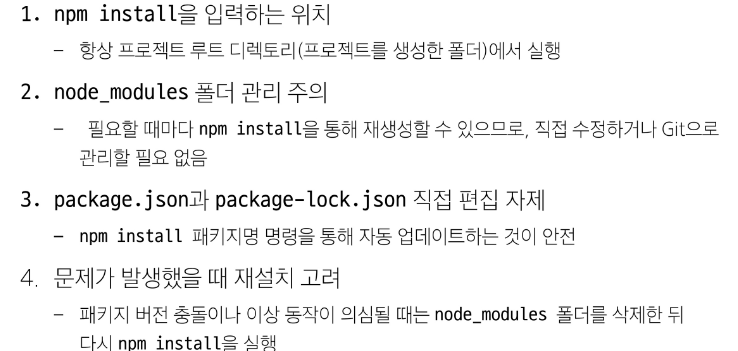 1. npm install을 입력하는 위치
– 항상 프로젝트 루트 디렉토리(프로젝트를 생성한 폴더)에서 실행
2. node_modules 폴더 관리 주의
– 필요할 때마다 npm install을 통해 재생성할 수 있으므로, 직접 수정하거나 Git으로
관리할 필요 없음
3. package.json과 package-lock.json 직접 편집 자제
– npm install 패키지명 명령을 통해 자동 업데이트하는 것이 안전
4. 문제가 발생했을 때 재설치 고려
– 패키지 버전 충돌이나 이상 동작이 의심될 때는 node_modules 폴더를 삭제한 뒤
다시 npm install을 실행